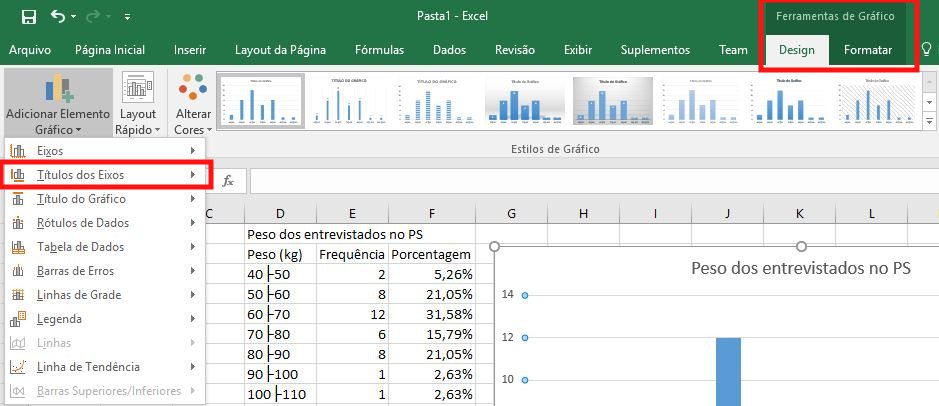 Pasta1 - Excel
Ferramentas de Gráfico
Arquivo Página Inicial Inserir Layout da Página Fórmulas Dados Revisão Exibir Suplementos Team Design Formatar
Adicionar Elemento Gráfico
Layout Rápido
Alterar Cores
Estilos de Gráfico
Eixos
Títulos dos Eixos
Título do Gráfico
Rótulos de Dados
Tabela de Dados
Barras de Erros
Linhas de Grade
Legenda
Linhas
Linha de Tendência
Barras Superiores/Inferiores
fx
C D E F G H I J K L
Peso dos entrevistados no PS
Peso (kg) Frequência Porcentagem
40├50 2 5,26%
50├60 8 21,05%
60├70 12 31,58%
70├80 6 15,79%
80├90 8 21,05%
90├100 1 2,63%
100├110 1 2,63%
Peso dos entrevistados no PS
14
12
10